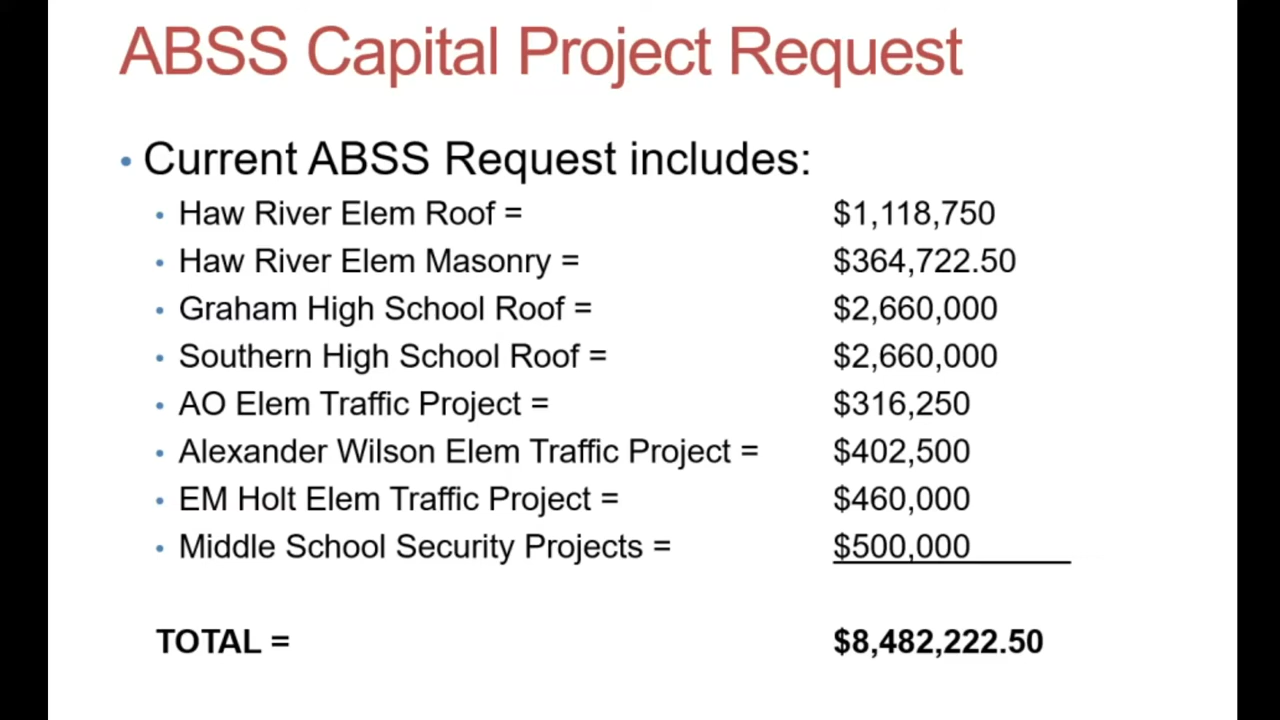 ABSS Capital Project Request
• Current ABSS Request includes:
• Haw River Elem Roof = $1,118,750
• Haw River Elem Masonry = $364,722.50
• Graham High School Roof = $2,660,000
• Southern High School Roof = $2,660,000
• AO Elem Traffic Project = $316,250
• Alexander Wilson Elem Traffic Project = $402,500
• EM Holt Elem Traffic Project = $460,000
• Middle School Security Projects = $500,000
TOTAL = $8,482,222.50